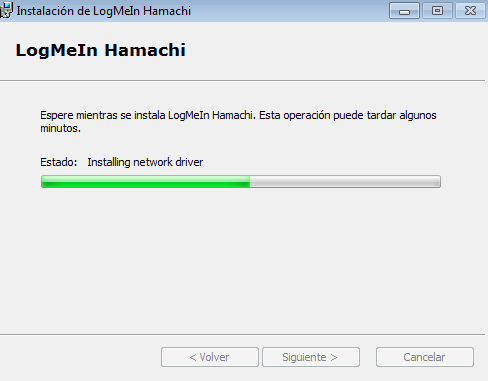 Instalación de LogMeIn Hamachi
LogMeIn Hamachi
Espere mientras se instala LogMeIn Hamachi. Esta operación puede tardar algunos
minutos.
Estado: Installing network driver
< Volver Siguiente > Cancelar